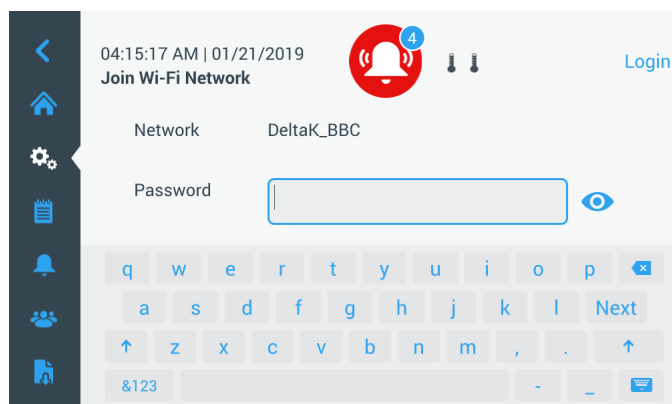 04:15:17 AM | 01/21/2019
4
Login
Join Wi-Fi Network
Network DeltaK_BBC
Password
q w e r t y u i o p
a s d f g h j k l Next
z x c v b n m , .
&123 - _